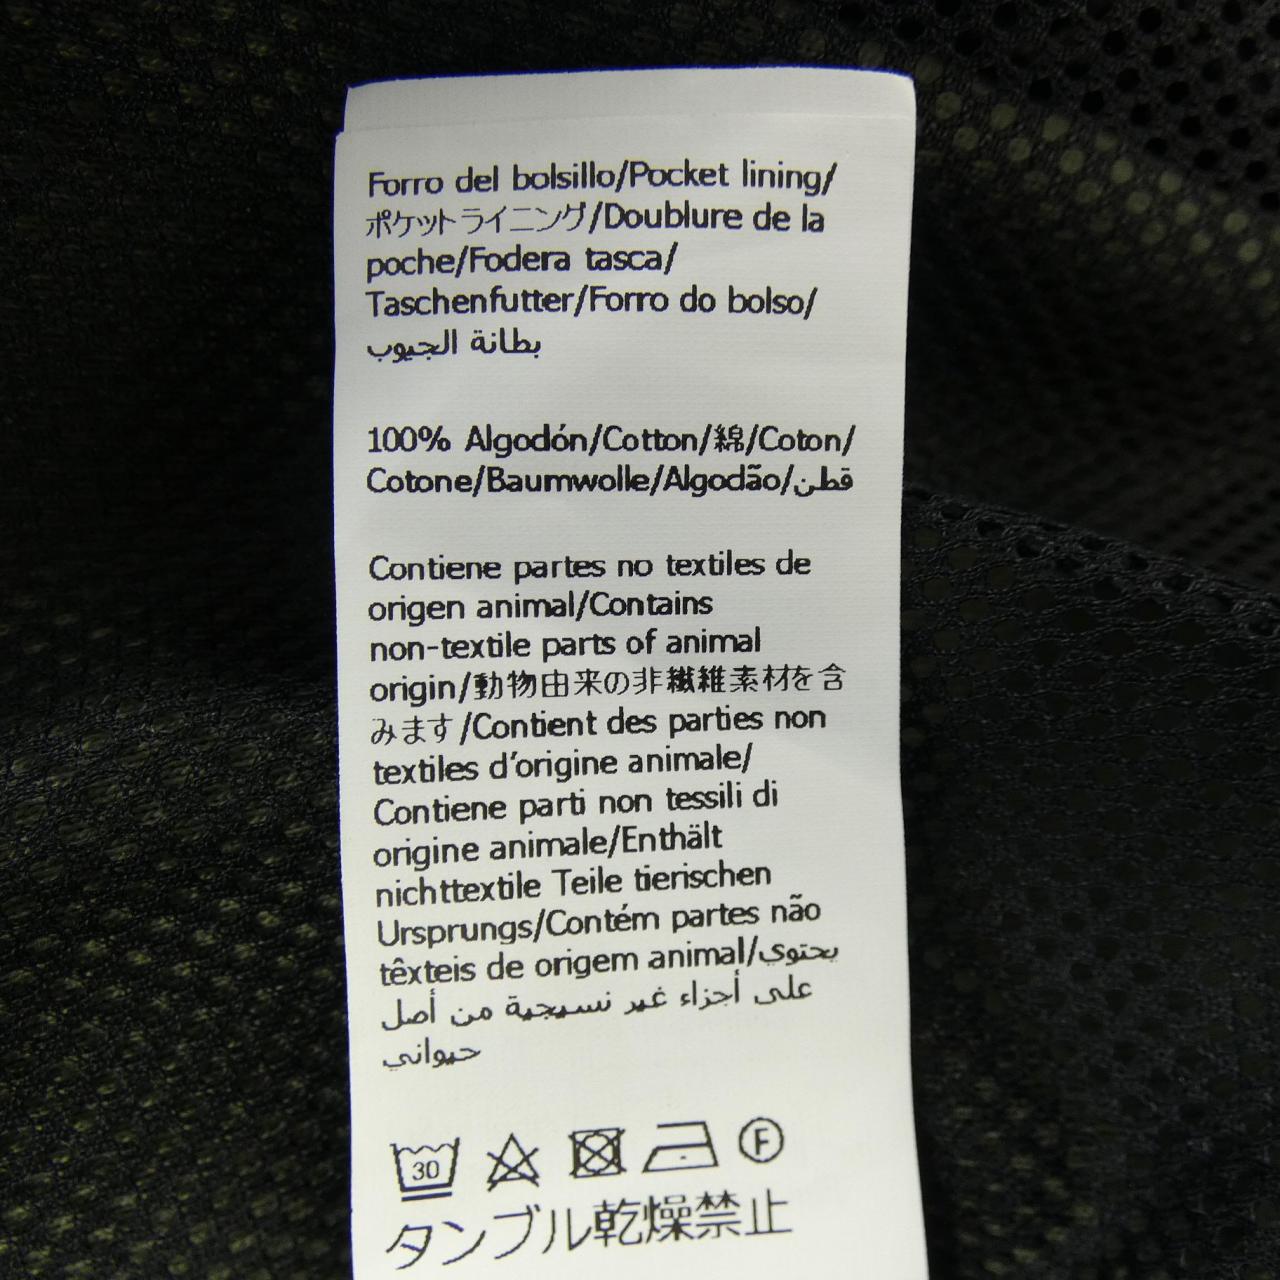 Forro del bolsillo/Pocket lining/
ポケットライニング/Doublure de la
poche/Fodera tasca/
Taschenfutter/Forro do bolso/
بطانة الجيوب
100% Algodón/Cotton/綿/Coton/
Cotone/Baumwolle/Algodão/قطن
Contiene partes no textiles de
origen animal/Contains
non-textile parts of animal
origin/動物由来の非繊維素材を含
みます/Contient des parties non
textiles d’origine animale/
Contiene parti non tessili di
origine animale/Enthält
nichttextile Teile tierischen
Ursprungs/Contém partes não
têxteis de origem animal/يحتوي
على أجزاء غير نسيجية من أصل
حيواني
30 F
タンブル乾燥禁止